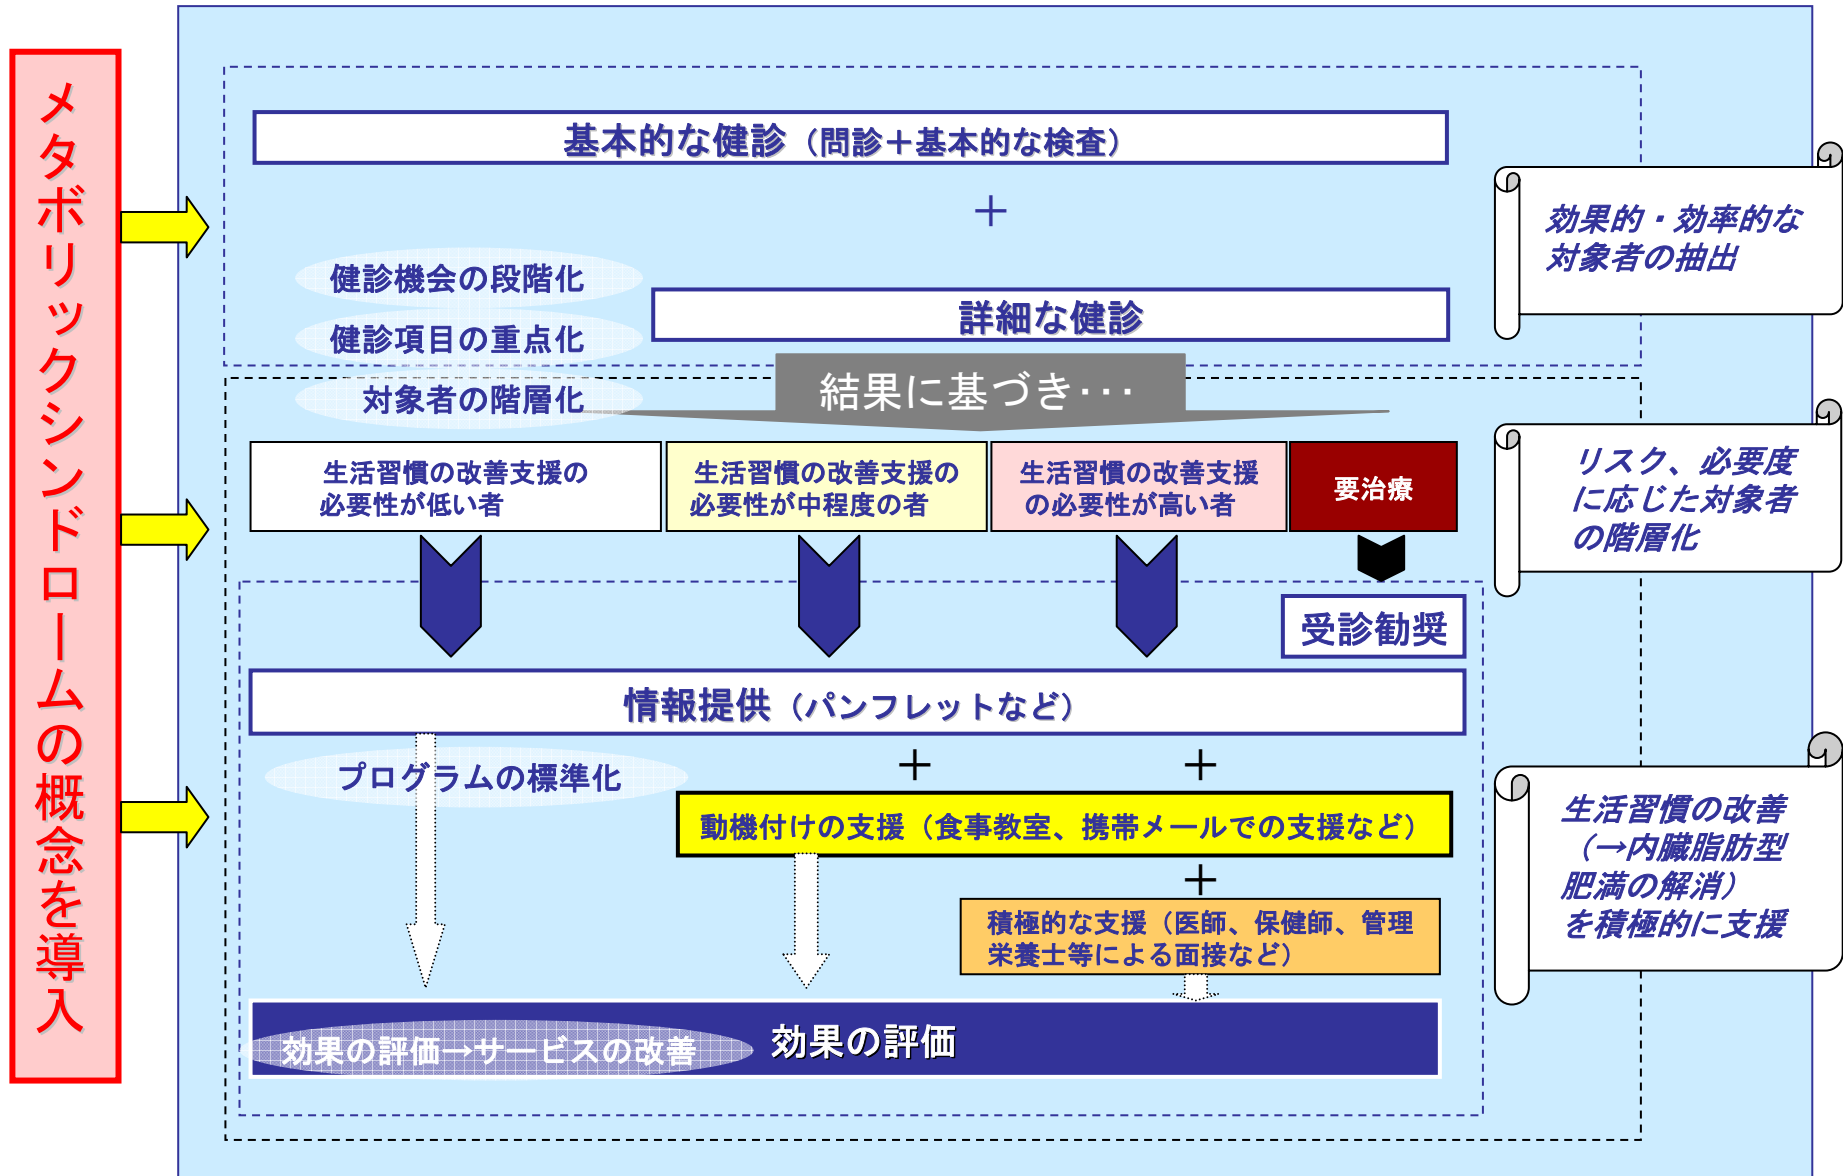 メタボリックシンドロームの概念を導入
基本的な健診（問診＋基本的な検査）
＋
健診機会の段階化
健診項目の重点化
対象者の階層化
詳細な健診
結果に基づき･･･
生活習慣の改善支援の
必要性が低い者
生活習慣の改善支援の
必要性が中程度の者
生活習慣の改善支援
の必要性が高い者
要治療
受診勧奨
情報提供（パンフレットなど）
プログラムの標準化
＋
＋
動機付けの支援（食事教室、携帯メールでの支援など）
＋
積極的な支援（医師、保健師、管理
栄養士等による面接など）
効果の評価→サービスの改善
効果の評価
効果的・効率的な
対象者の抽出
リスク、必要度
に応じた対象者
の階層化
生活習慣の改善
（→内臓脂肪型
肥満の解消）
を積極的に支援